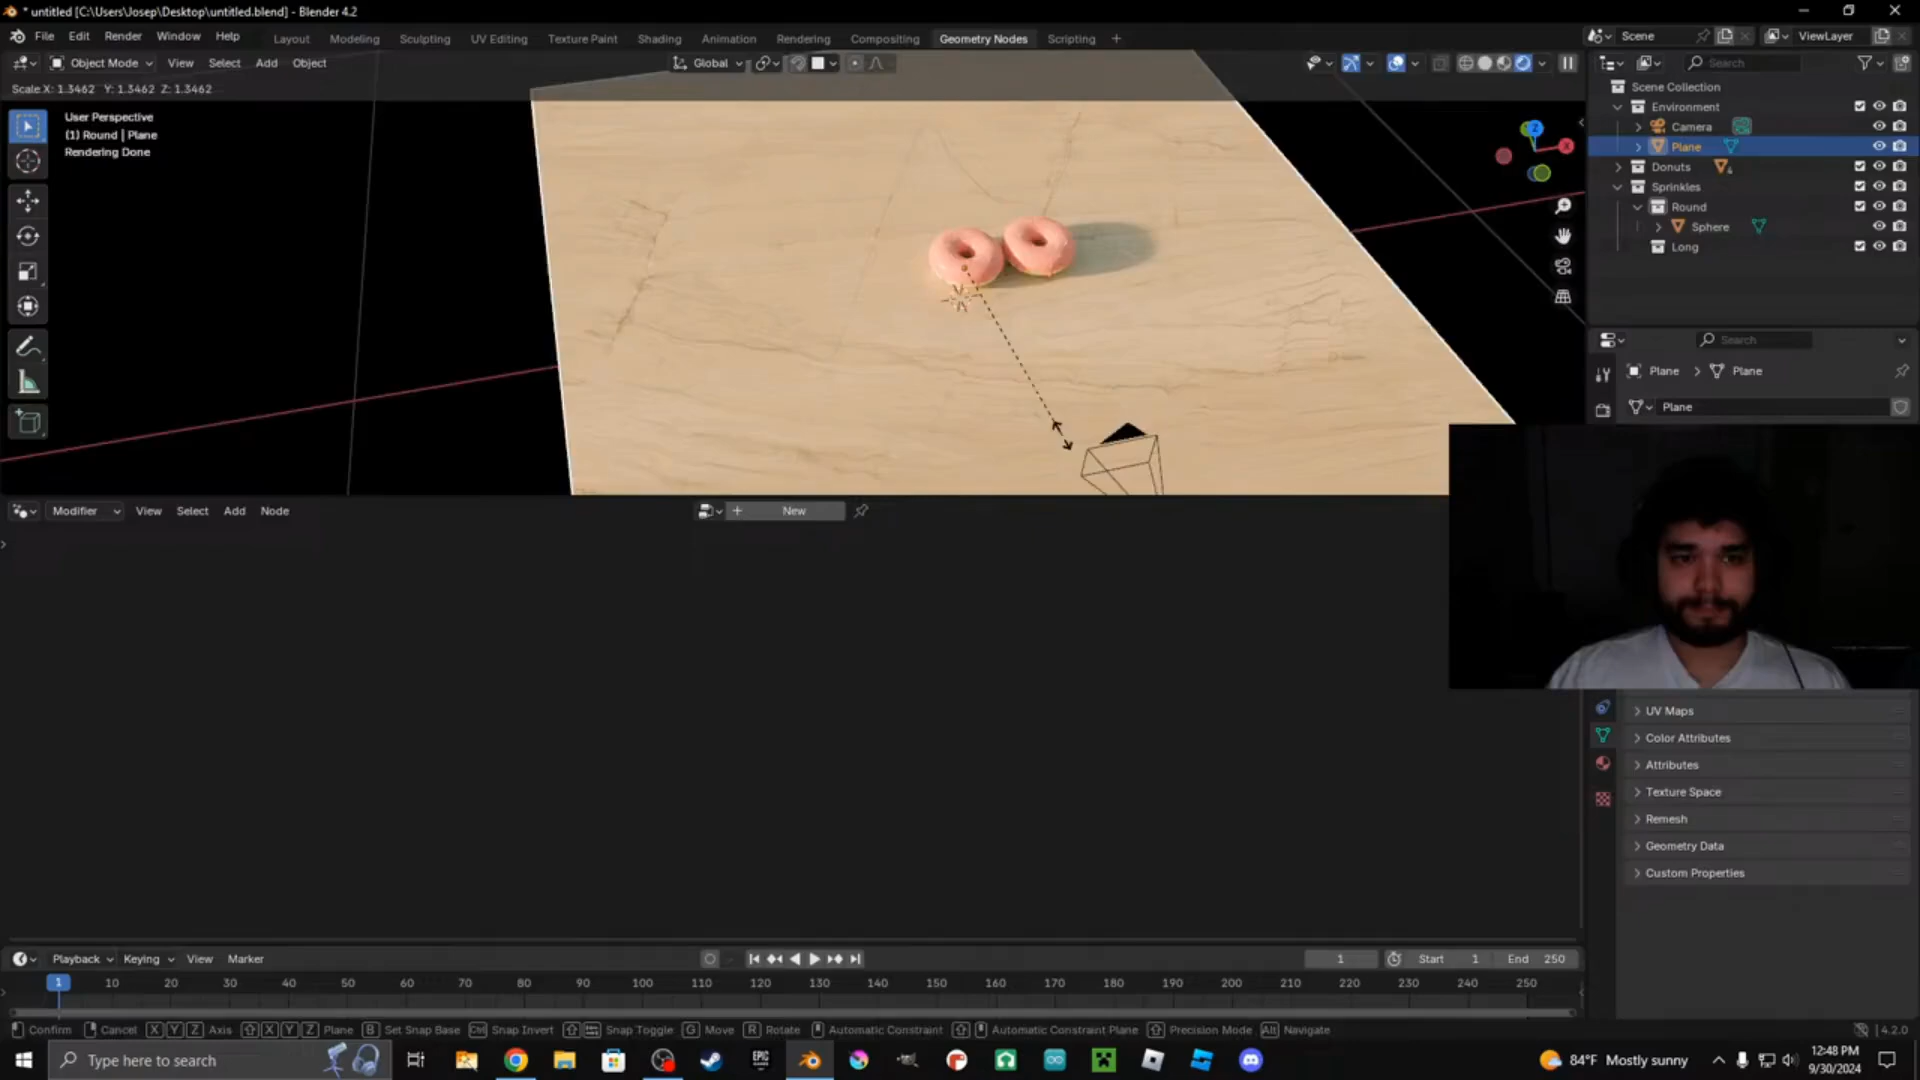 * untitled [C:\Users\Josep\Desktop\untitled.blend] - Blender 4.2
File Edit Render Window Help
Layout Modeling Sculpting UV Editing Texture Paint Shading Animation Rendering Compositing Geometry Nodes Scripting +
Scene ViewLayer
Object Mode View Select Add Object
Global
Search
Scale X: 1.3462 Y: 1.3462 Z: 1.3462
User Perspective
(1) Round | Plane
Rendering Done
Z
X
Scene Collection
Environment
Camera
Plane
Donuts 4
Sprinkles
Round
Sphere
Long
Search
Plane > Plane
Plane
Modifier View Select Add Node
+ New
UV Maps
Color Attributes
Attributes
Texture Space
Remesh
Geometry Data
Custom Properties
Playback Keying View Marker
1 Start 1 End 250
1 10 20 30 40 50 60 70 80 90 100 110 120 130 140 150 160 170 180 190 200 210 220 230 240 250
Confirm Cancel X Y Z Axis X Y Z Plane B Set Snap Base Ctrl Snap Invert Snap Toggle G Move R Rotate Automatic Constraint Automatic Constraint Plane Precision Mode Alt Navigate
4.2.0
Type here to search
EPIC
84°F Mostly sunny
12:48 PM
9/30/2024